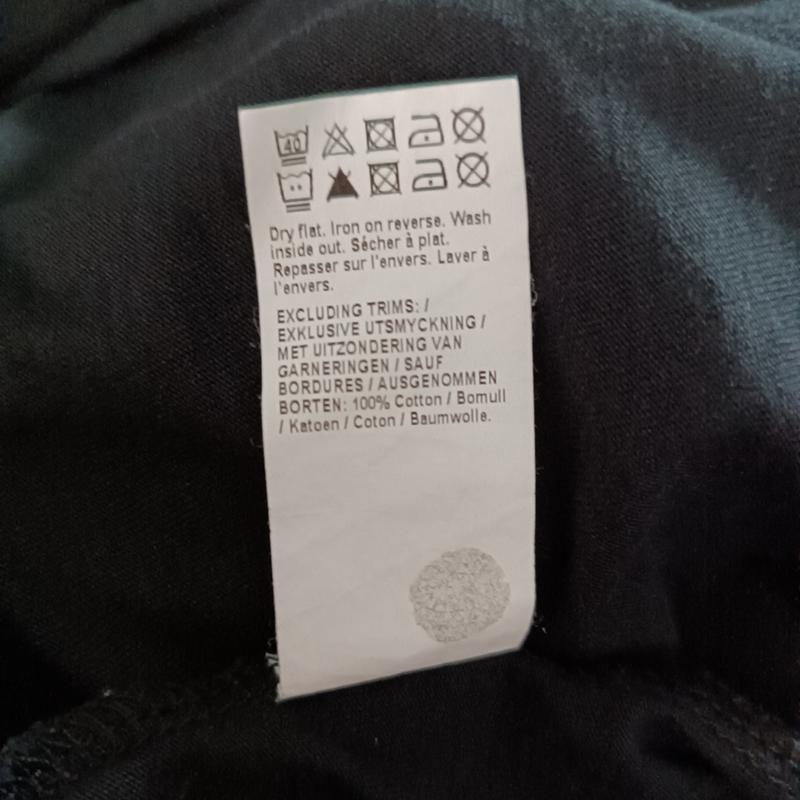 40
Dry flat. Iron on reverse. Wash
inside out. Sécher à plat.
Repasser sur l'envers. Laver à
l'envers.
EXCLUDING TRIMS: /
EXKLUSIVE UTSMYCKNING /
MET UITZONDERING VAN
GARNERINGEN / SAUF
BORDURES / AUSGENOMMEN
BORTEN: 100% Cotton / Bomull
/ Katoen / Coton / Baumwolle.